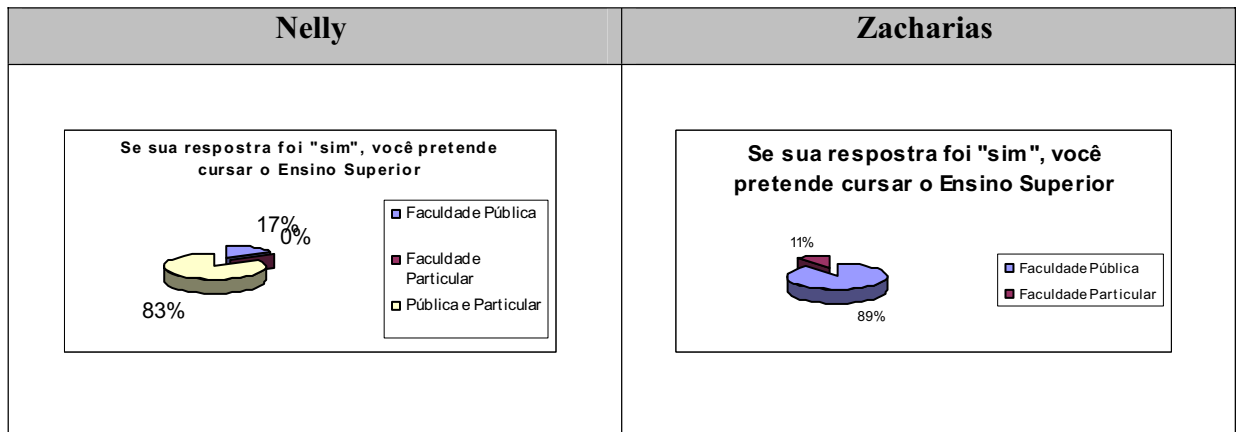 Nelly
Zacharias
Se sua respostra foi "sim", você pretende
cursar o Ensino Superior
17%
0%
83%
Faculdade Pública
Faculdade
Particular
Pública e Particular
Se sua respostra foi "sim", você
pretende cursar o Ensino Superior
11%
89%
Faculdade Pública
Faculdade Particular